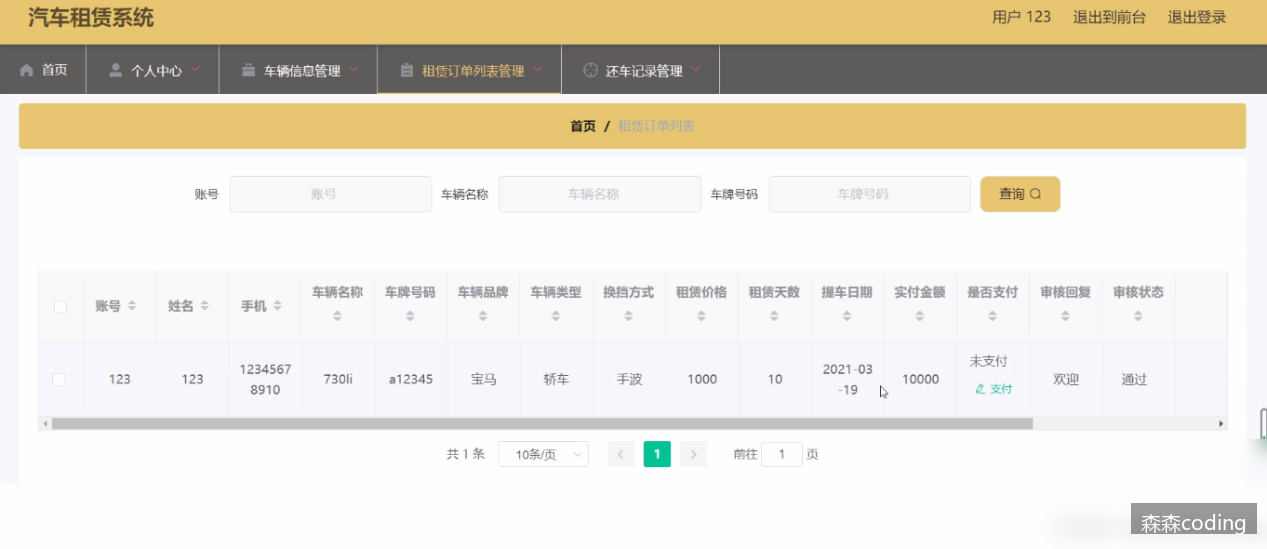 汽车租赁系统
用户 123 退出到前台 退出登录
首页 个人中心 车辆信息管理 租赁订单列表管理 还车记录管理
首页 / 租赁订单列表
账号 账号 车辆名称 车辆名称 车牌号码 车牌号码 查询
账号 姓名 手机 车辆名称 车牌号码 车辆品牌 车辆类型 换挡方式 租赁价格 租赁天数 提车日期 实付金额 是否支付 审核回复 审核状态
123 123 1234567 730li a12345 宝马 轿车 手波 1000 10 2021-03 10000 未支付 欢迎 通过
8910 -19 支付
共 1 条 10条/页 1 前往 1 页
森森coding